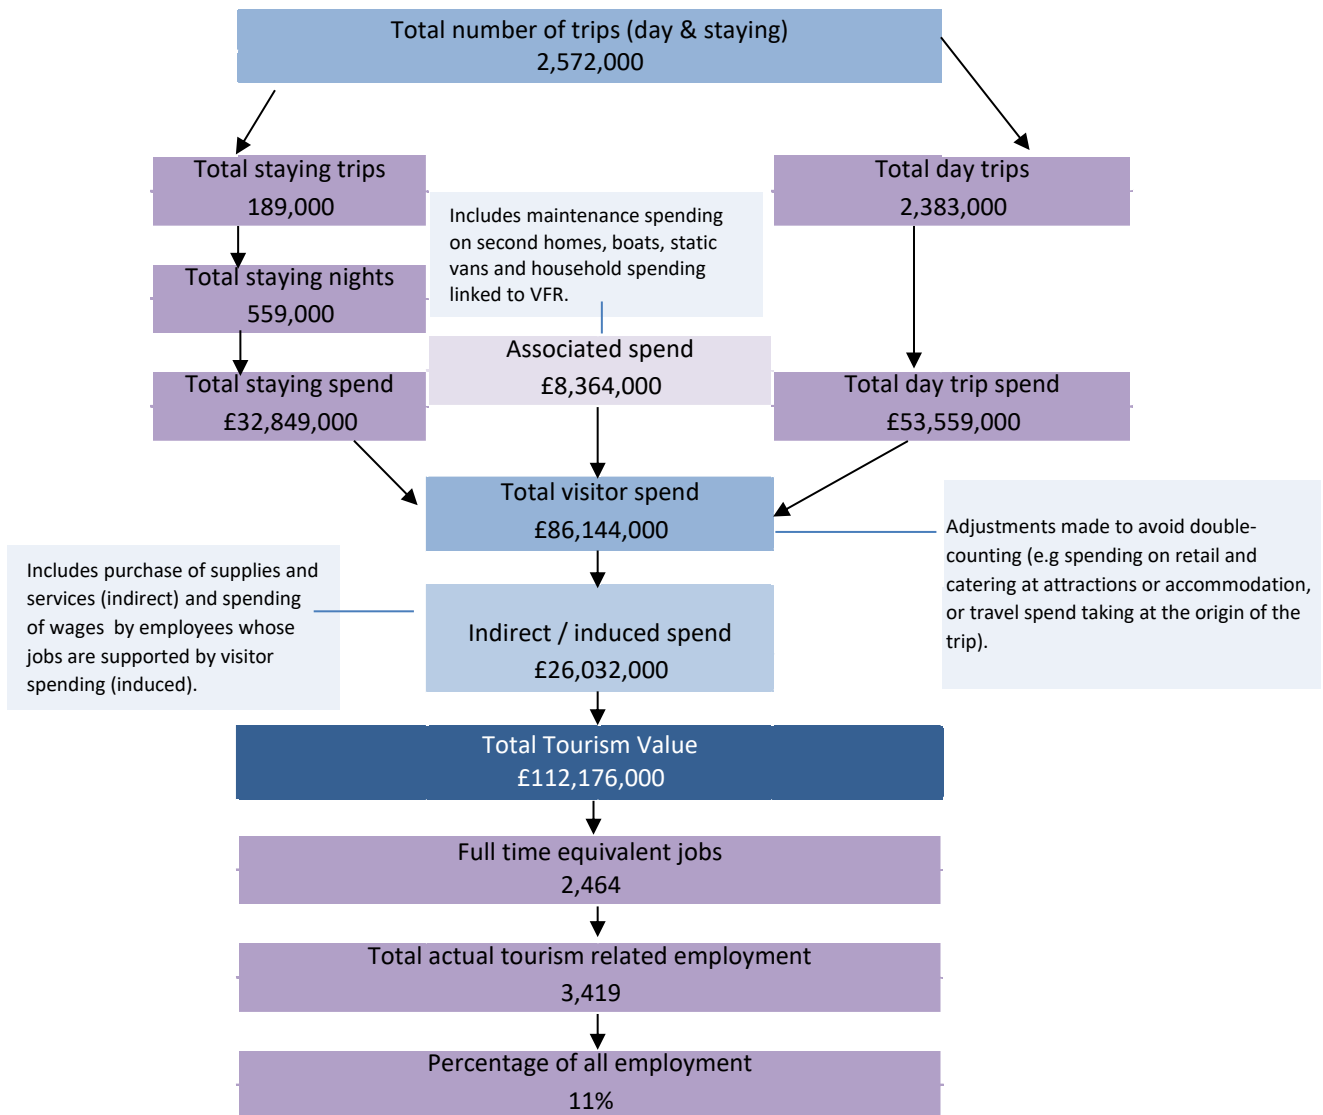 Total number of trips (day & staying)
2,572,000
Total staying trips
189,000
Total day trips
2,383,000
Includes maintenance spending
on second homes, boats, static
vans and household spending
linked to VFR.
Total staying nights
559,000
Associated spend
£8,364,000
Total staying spend
£32,849,000
Total day trip spend
£53,559,000
Total visitor spend
£86,144,000
Adjustments made to avoid double-
counting (e.g spending on retail and
catering at attractions or accommodation,
or travel spend taking at the origin of the
trip).
Includes purchase of supplies and
services (indirect) and spending
of wages by employees whose
jobs are supported by visitor
spending (induced).
Indirect / induced spend
£26,032,000
Total Tourism Value
£112,176,000
Full time equivalent jobs
2,464
Total actual tourism related employment
3,419
Percentage of all employment
11%